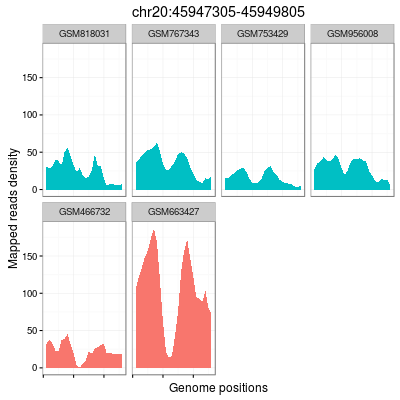 chr20:45947305-45949805
GSM818031 GSM767343 GSM753429 GSM956008
150
100
50
0
GSM466732 GSM663427
150
100
50
0
Mapped reads density
Genome positions